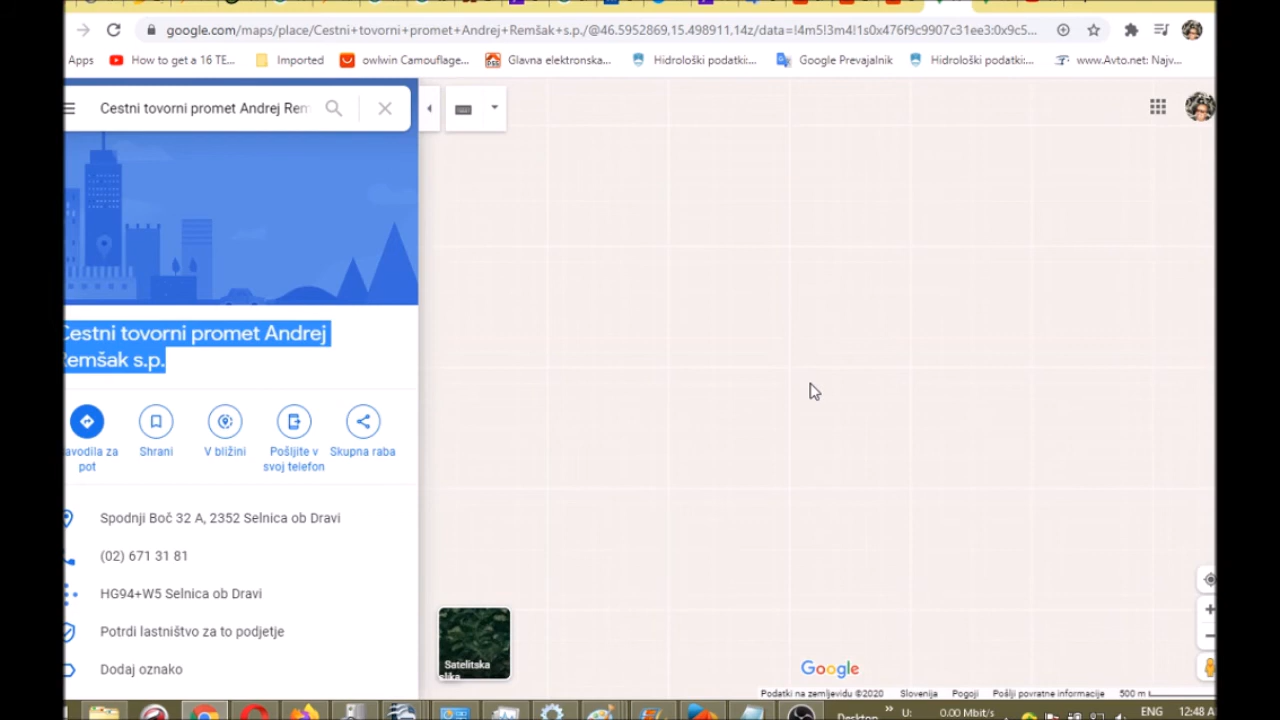 google.com/maps/place/Cestni+tovorni+promet+Andrej+Remšak+s.p./@46.5952869,15.498911,14z/data=!4m5!3m4!1s0x476f9c9907c31ee3:0x9c5...
Apps How to get a 16 TE... Imported owlwin Camouflage... Glavna elektronska... Hidrološki podatki:... Google Prevajalnik Hidrološki podatki:... www.Avto.net: Najv...
Cestni tovorni promet Andrej Rem
Cestni tovorni promet Andrej
Remšak s.p.
avodila za
pot
Shrani
V bližini
Pošljite v
svoj telefon
Skupna raba
Spodnji Boč 32 A, 2352 Selnica ob Dravi
(02) 671 31 81
HG94+W5 Selnica ob Dravi
Potrdi lastništvo za to podjetje
Dodaj oznako
Satelitska
slika
Google
Podatki na zemljevidu ©2020 Slovenija Pogoji Pošlji povratne informacije 500 m
Desktop » U: 0.00 Mbit/s ENG 12:48 A